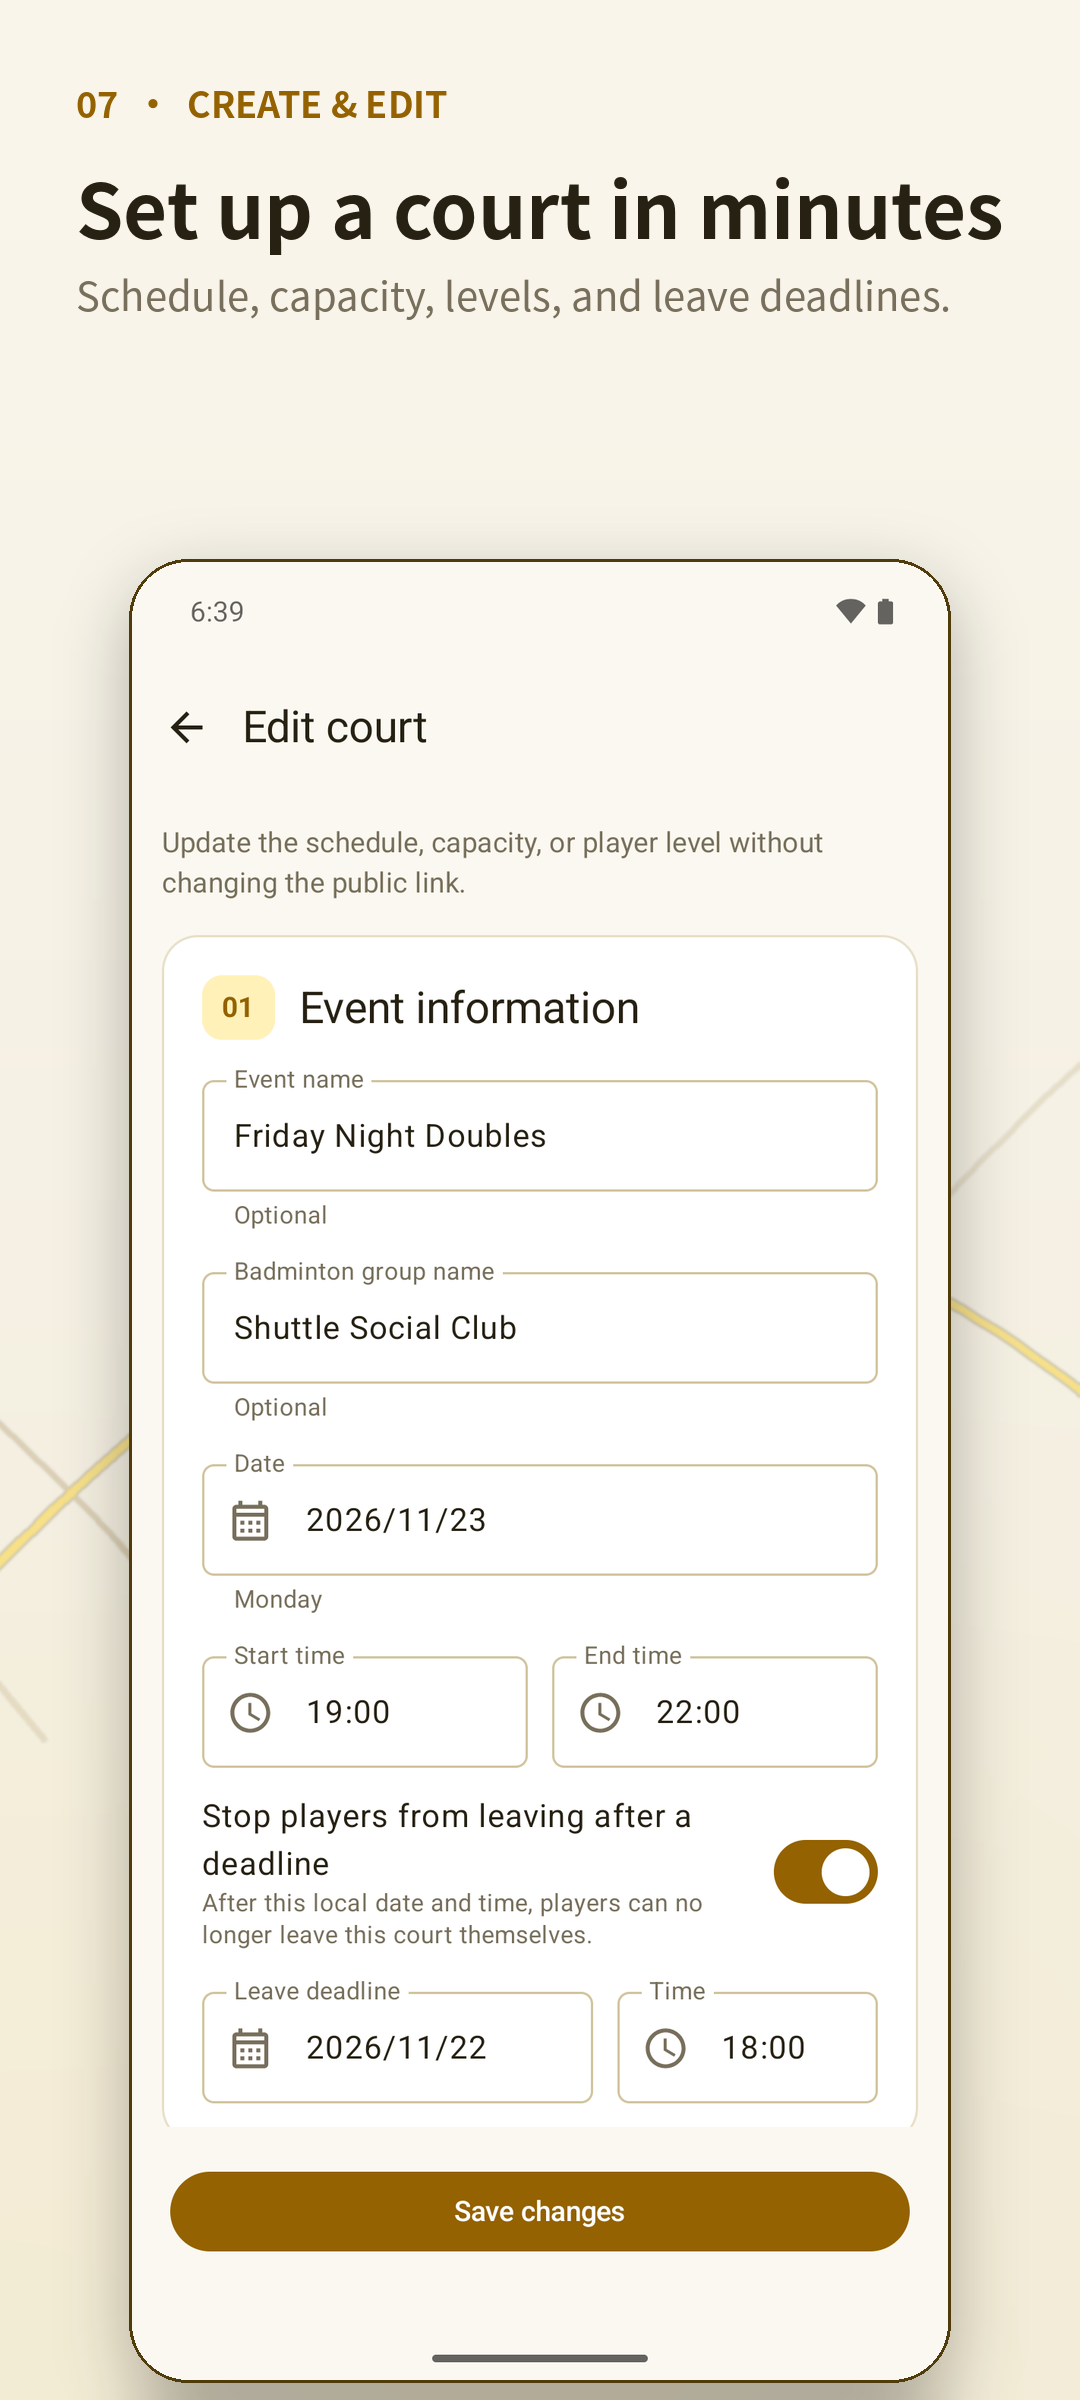 07 • CREATE & EDIT
Set up a court in minutes
Schedule, capacity, levels, and leave deadlines.
6:39
Edit court
Update the schedule, capacity, or player level without
changing the public link.
01 Event information
Event name
Friday Night Doubles
Optional
Badminton group name
Shuttle Social Club
Optional
Date
2026/11/23
Monday
Start time End time
19:00 22:00
Stop players from leaving after a
deadline
After this local date and time, players can no
longer leave this court themselves.
Leave deadline Time
2026/11/22 18:00
Save changes